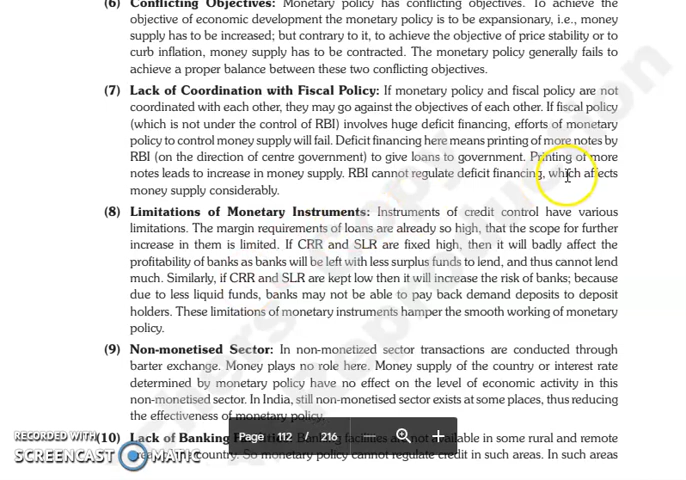 (6) Conflicting Objectives: Monetary policy has conflicting objectives. To achieve the
objective of economic development the monetary policy is to be expansionary, i.e., money
supply has to be increased; but contrary to it, to achieve the objective of price stability or to
curb inflation, money supply has to be contracted. The monetary policy generally fails to
achieve a proper balance between these two conflicting objectives.
(7) Lack of Coordination with Fiscal Policy: If monetary policy and fiscal policy are not
coordinated with each other, they may go against the objectives of each other. If fiscal policy
(which is not under the control of RBI) involves huge deficit financing, efforts of monetary
policy to control money supply will fail. Deficit financing here means printing of more notes by
RBI (on the direction of centre government) to give loans to government. Printing of more
notes leads to increase in money supply. RBI cannot regulate deficit financing, which affects
money supply considerably.
(8) Limitations of Monetary Instruments: Instruments of credit control have various
limitations. The margin requirements of loans are already so high, that the scope for further
increase in them is limited. If CRR and SLR are fixed high, then it will badly affect the
profitability of banks as banks will be left with less surplus funds to lend, and thus cannot lend
much. Similarly, if CRR and SLR are kept low then it will increase the risk of banks; because
due to less liquid funds, banks may not be able to pay back demand deposits to deposit
holders. These limitations of monetary instruments hamper the smooth working of monetary
policy.
(9) Non-monetised Sector: In non-monetized sector transactions are conducted through
barter exchange. Money plays no role here. Money supply of the country or interest rate
determined by monetary policy have no effect on the level of economic activity in this
non-monetised sector. In India, still non-monetised sector exists at some places, thus reducing
the effectiveness of monetary policy.
(10) Lack of Banking available in some rural and remote
country. So monetary policy cannot regulate credit in such areas. In such areas
Page 112 / 216
RECORDED WITH
SCREENCAST MATIC